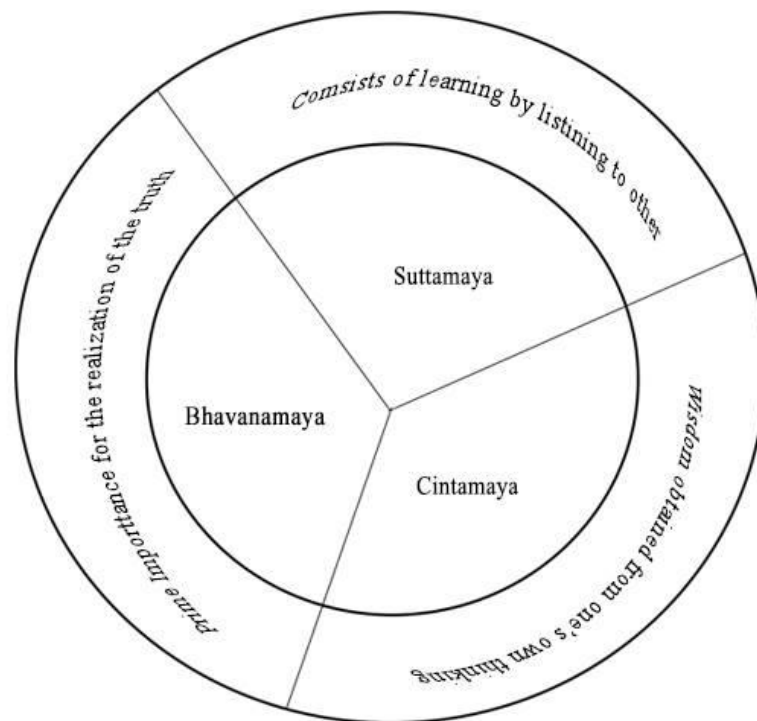 Comsists of learning by listining to other
Suttamaya
Bhavanamaya
Prime Importtance for the realization of the truth
Cintamaya
Wisdom obtained from one's own thinking